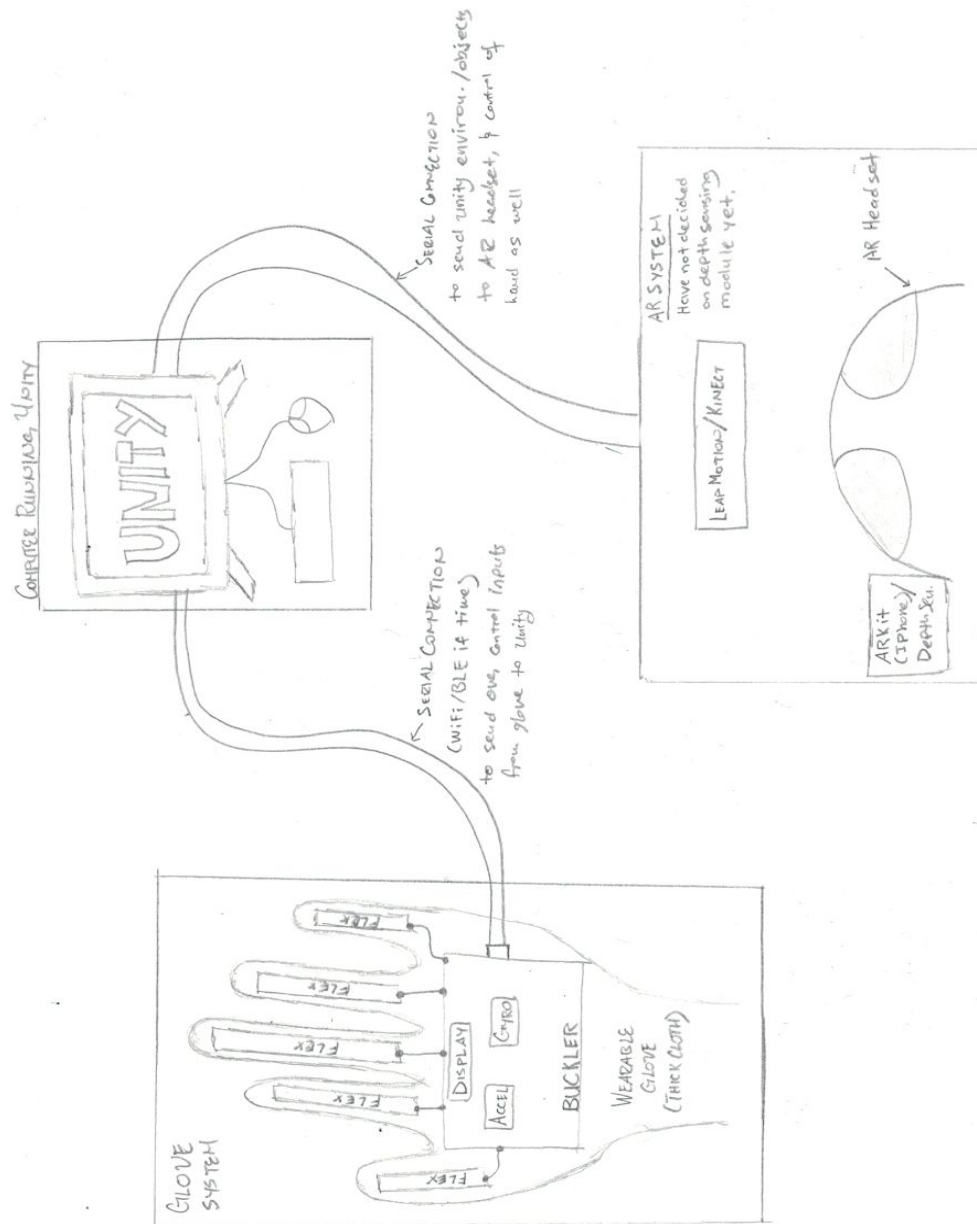 GLOVE
SYSTEM
FLEX
FLEX
FLEX
FLEX
FLEX
DISPLAY
ACCEL
GYRO
BUCKLER
WEARABLE
GLOVE
(THICK CLOTH)
SERIAL CONNECTION
(WiFi/BLE if time)
to send over control inputs
from glove to Unity
COMPUTER RUNNING UNITY
UNITY
SERIAL CONNECTION
to send unity environ./objects
to AR headset, & control of
hand as well
AR SYSTEM
Have not decided
on depth sensing
module yet.
LEAP MOTION/KINECT
ARKit
(IPhone)/
Depth Sen.
AR Headset